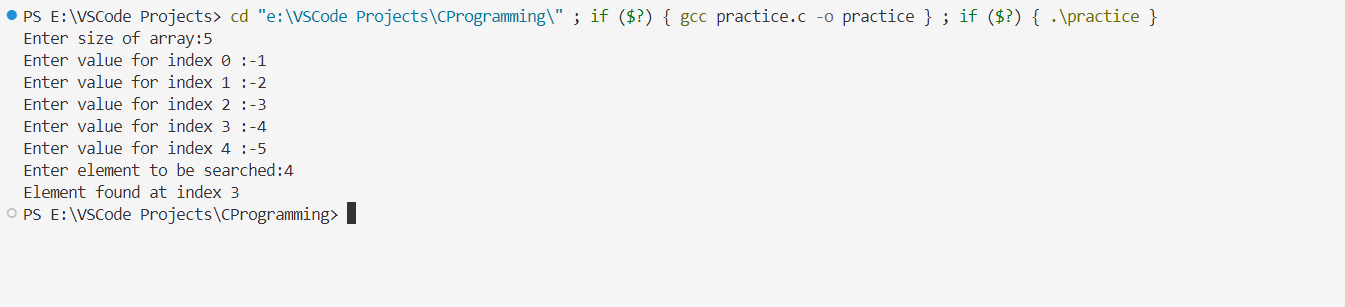 PS E:\VSCode Projects> cd "e:\VSCode Projects\CProgramming\" ; if ($?) { gcc practice.c -o practice } ; if ($?) { .\practice }
Enter size of array:5
Enter value for index 0 :-1
Enter value for index 1 :-2
Enter value for index 2 :-3
Enter value for index 3 :-4
Enter value for index 4 :-5
Enter element to be searched:4
Element found at index 3
PS E:\VSCode Projects\CProgramming>